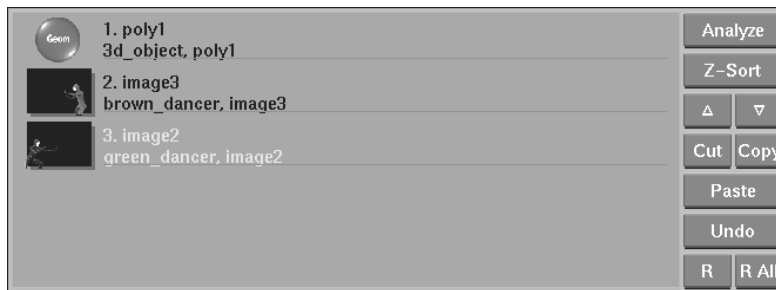 Geom
1. poly1
3d_object, poly1
2. image3
brown_dancer, image3
3. image2
green_dancer, image2
Analyze
Z-Sort
△ ▽
Cut Copy
Paste
Undo
R R All